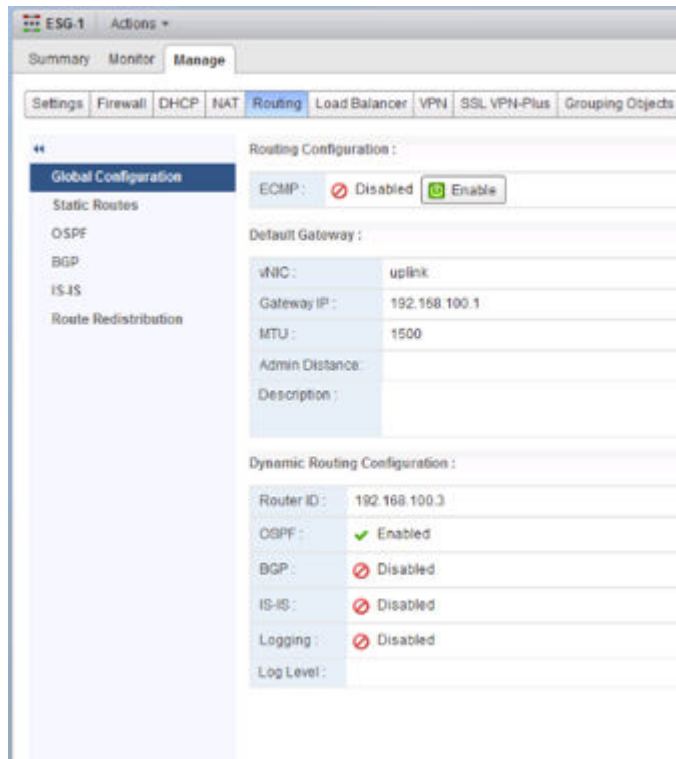 ESG-1 Actions
Summary Monitor Manage
Settings Firewall DHCP NAT Routing Load Balancer VPN SSL VPN-Plus Grouping Objects
Global Configuration
Static Routes
OSPF
BGP
IS-IS
Route Redistribution
Routing Configuration :
ECMP : Disabled Enable
Default Gateway :
vNIC : uplink
Gateway IP : 192.168.100.1
MTU : 1500
Admin Distance:
Description :
Dynamic Routing Configuration :
Router ID : 192.168.100.3
OSPF : Enabled
BGP : Disabled
IS-IS : Disabled
Logging : Disabled
Log Level :